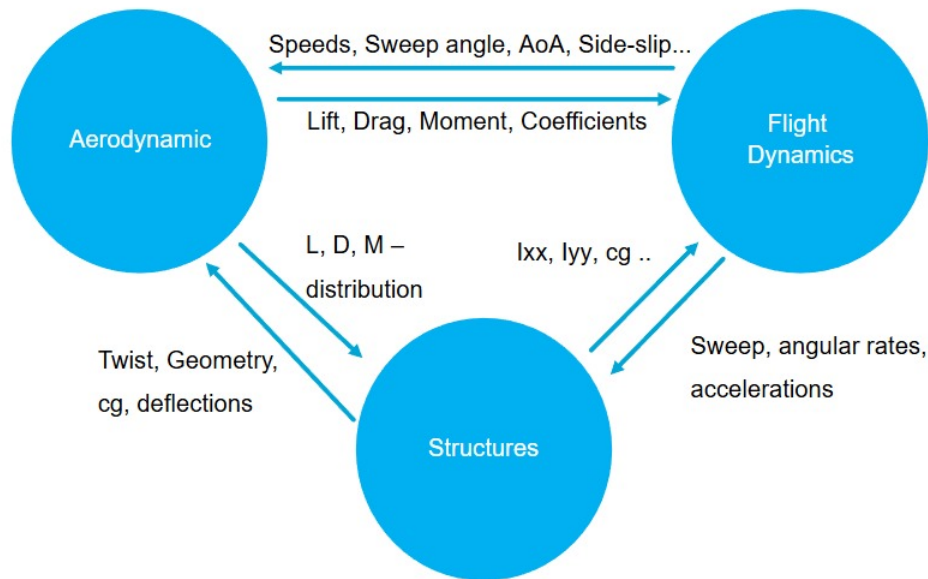 Speeds, Sweep angle, AoA, Side-slip...
Lift, Drag, Moment, Coefficients
Aerodynamic
Flight
Dynamics
L, D, M –
distribution
Ixx, Iyy, cg ..
Twist, Geometry,
cg, deflections
Sweep, angular rates,
accelerations
Structures